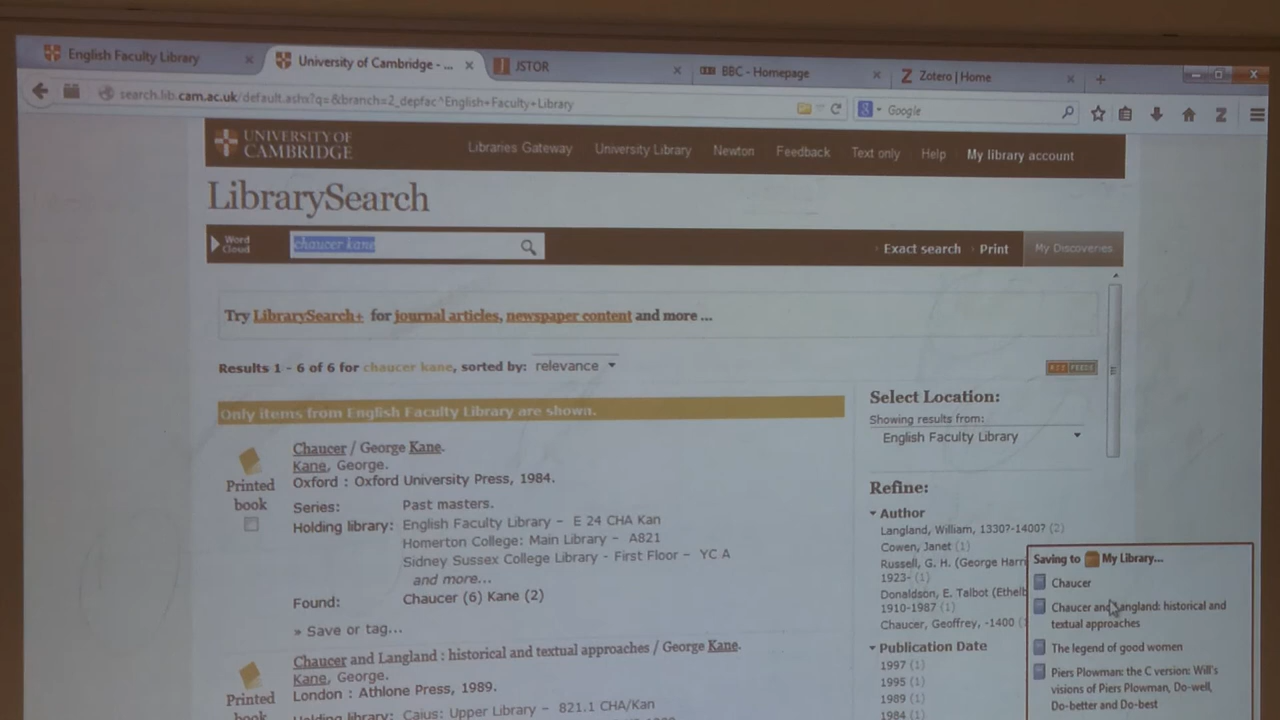 English Faculty Library
University of Cambridge - ...
JSTOR
BBC - Homepage
Zotero | Home
search.lib.cam.ac.uk/default.ashx?q=&branch=2_depfac^English+Faculty+Library
Google
UNIVERSITY OF
CAMBRIDGE
Libraries Gateway University Library Newton Feedback Text only Help My library account
LibrarySearch
Word
Cloud
chaucer kane
Exact search Print My Discoveries
Try LibrarySearch+ for journal articles, newspaper content and more ...
Results 1 - 6 of 6 for chaucer kane, sorted by: relevance
RSS FEEDS
Only items from English Faculty Library are shown.
Printed
book
Chaucer / George Kane.
Kane, George.
Oxford : Oxford University Press, 1984.
Series: Past masters.
Holding library: English Faculty Library - E 24 CHA Kan
Homerton College: Main Library - A821
Sidney Sussex College Library - First Floor - YC A
and more...
Found: Chaucer (6) Kane (2)
» Save or tag...
Printed
book
Chaucer and Langland : historical and textual approaches / George Kane.
Kane, George.
London : Athlone Press, 1989.
Holding library: Caius: Upper Library - 821.1 CHA/Kan
Select Location:
Showing results from:
English Faculty Library
Refine:
Author
Langland, William, 1330?-1400? (2)
Cowen, Janet (1)
Russell, G. H. (George Harri
1923- (1)
Donaldson, E. Talbot (Ethelb
1910-1987 (1)
Chaucer, Geoffrey, -1400 (
Publication Date
1997 (1)
1995 (1)
1989 (1)
1984 (1)
Saving to My Library...
Chaucer
Chaucer and Langland: historical and
textual approaches
The legend of good women
Piers Plowman: the C version: Will's
visions of Piers Plowman, Do-well,
Do-better and Do-best